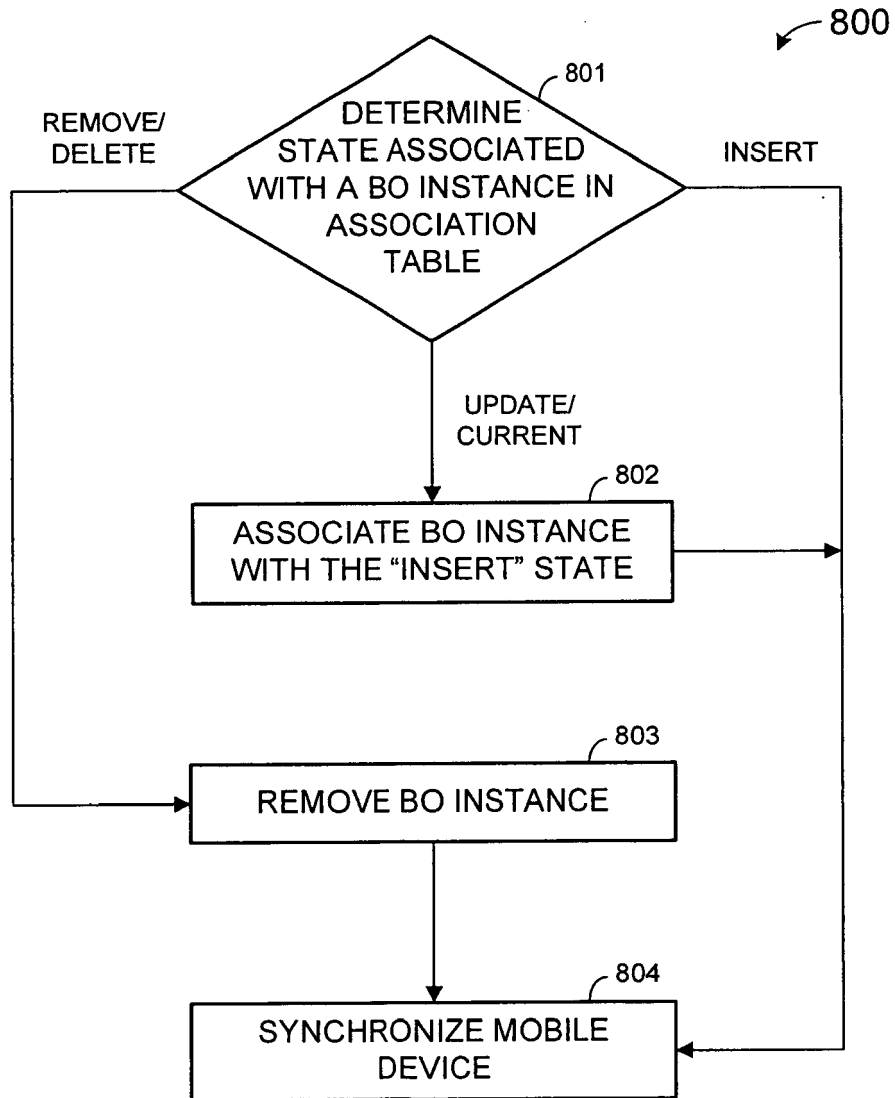 800
801
DETERMINE
STATE ASSOCIATED
WITH A BO INSTANCE IN
ASSOCIATION
TABLE
REMOVE/
DELETE
INSERT
UPDATE/
CURRENT
802
ASSOCIATE BO INSTANCE
WITH THE “INSERT” STATE
803
REMOVE BO INSTANCE
804
SYNCHRONIZE MOBILE
DEVICE